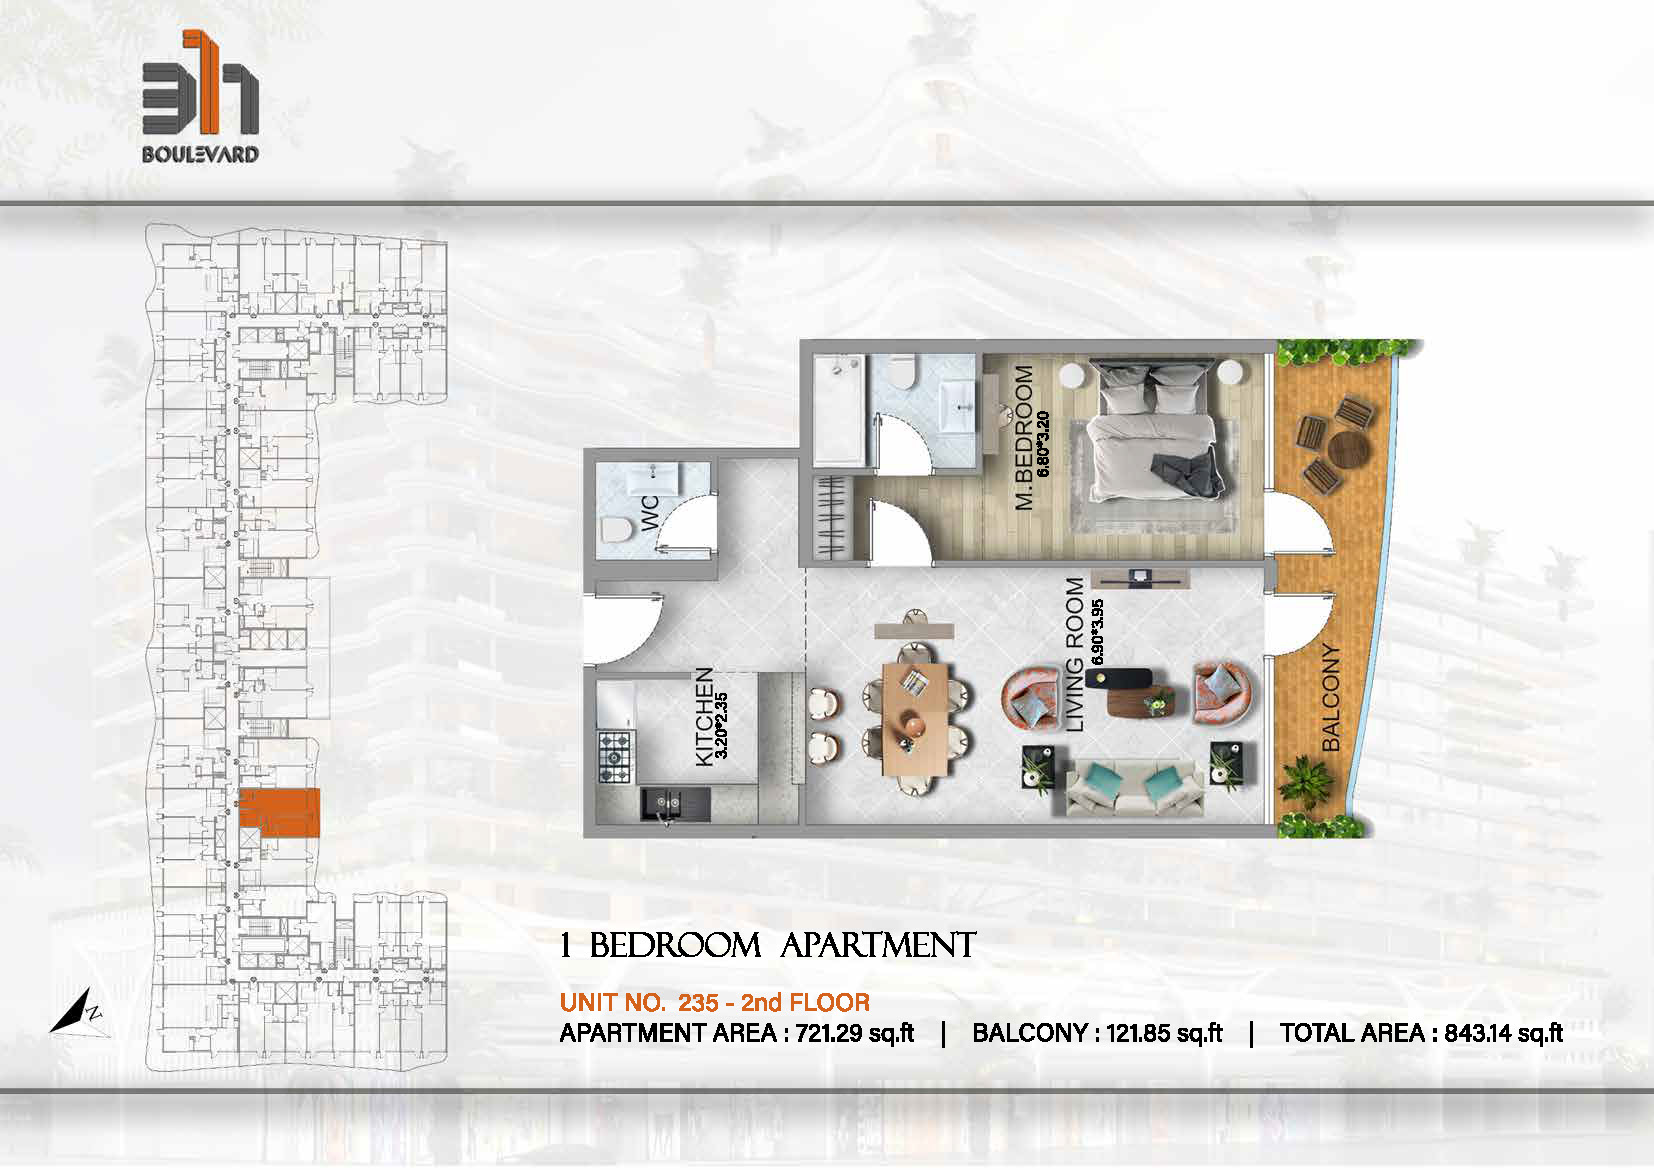 311
BOULEVARD
M.BEDROOM
6.80*3.20
WC
LIVING ROOM
6.90*3.95
KITCHEN
3.20*2.35
BALCONY
1 BEDROOM APARTMENT
UNIT NO. 235 - 2nd FLOOR
APARTMENT AREA : 721.29 sq.ft | BALCONY : 121.85 sq.ft | TOTAL AREA : 843.14 sq.ft
N